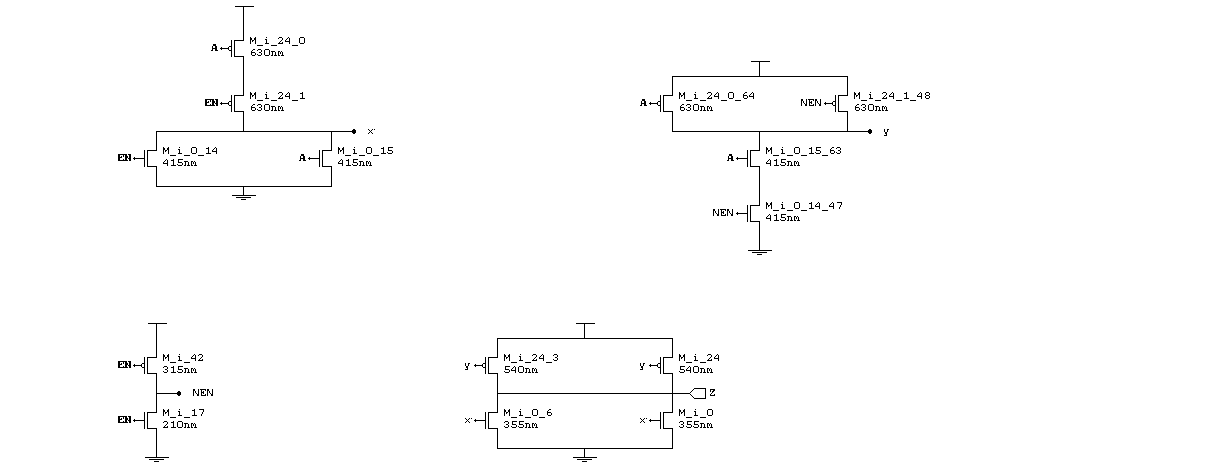 M_i_24_0
A
630nm
M_i_24_1
EN
630nm
x
M_i_0_14
EN
415nm
M_i_0_15
A
415nm
M_i_24_0_64
A
630nm
M_i_24_1_48
NEN
630nm
y
M_i_0_15_63
A
415nm
M_i_0_14_47
NEN
415nm
M_i_42
EN
315nm
NEN
M_i_17
EN
210nm
M_i_24_3
y
540nm
M_i_24
y
540nm
Z
M_i_0_6
x
355nm
M_i_0
x
355nm